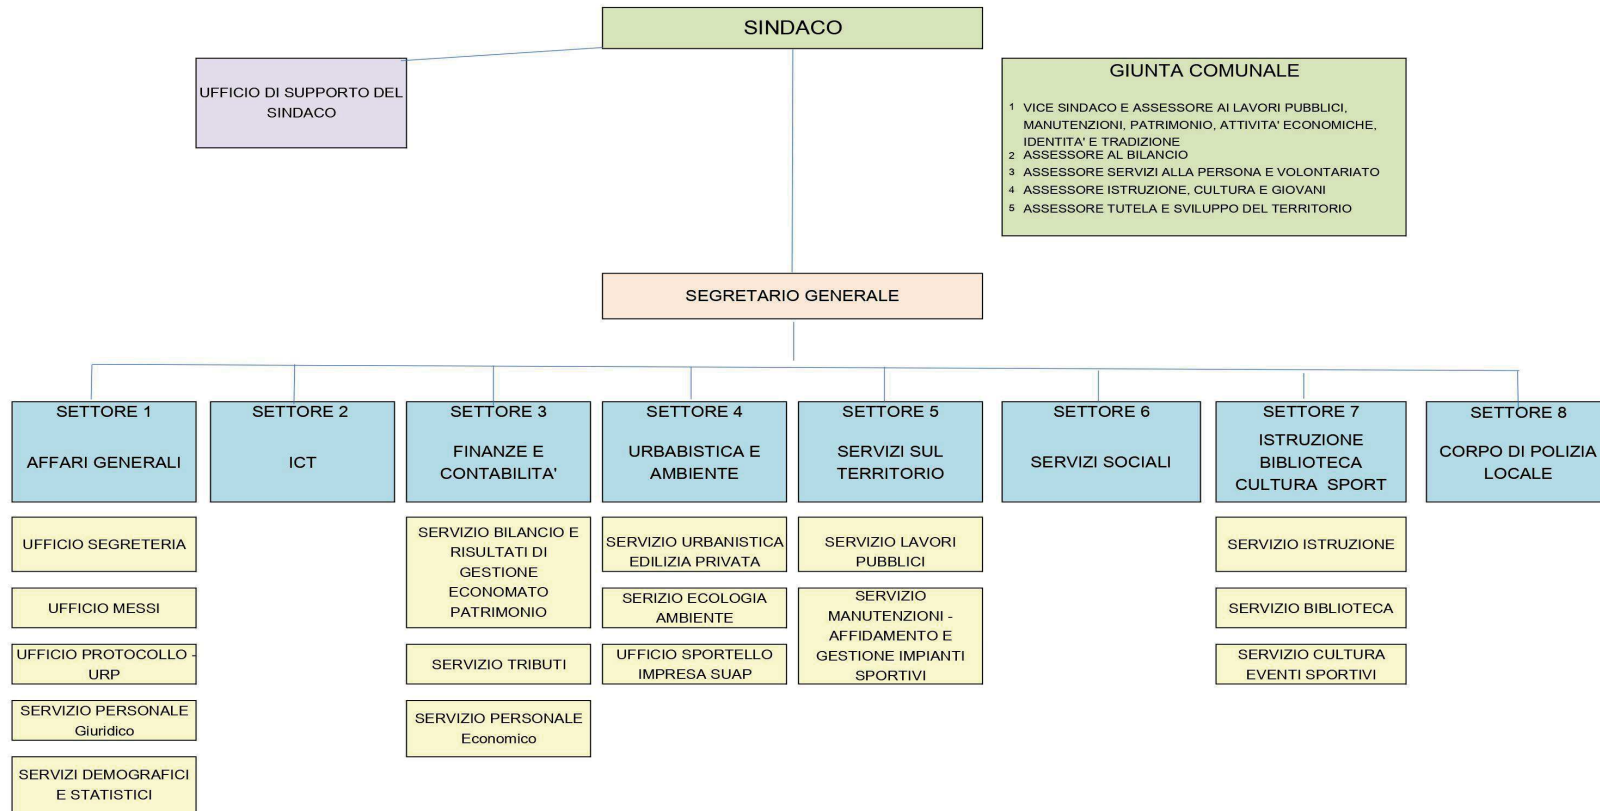 SINDACO
UFFICIO DI SUPPORTO DEL
SINDACO
GIUNTA COMUNALE
1 VICE SINDACO E ASSESSORE AI LAVORI PUBBLICI,
MANUTENZIONI, PATRIMONIO, ATTIVITA' ECONOMICHE,
IDENTITA' E TRADIZIONE
2 ASSESSORE AL BILANCIO
3 ASSESSORE SERVIZI ALLA PERSONA E VOLONTARIATO
4 ASSESSORE ISTRUZIONE, CULTURA E GIOVANI
5 ASSESSORE TUTELA E SVILUPPO DEL TERRITORIO
SEGRETARIO GENERALE
SETTORE 1
AFFARI GENERALI
UFFICIO SEGRETERIA
UFFICIO MESSI
UFFICIO PROTOCOLLO -
URP
SERVIZIO PERSONALE
Giuridico
SERVIZI DEMOGRAFICI
E STATISTICI
SETTORE 2
ICT
SETTORE 3
FINANZE E
CONTABILITA'
SERVIZIO BILANCIO E
RISULTATI DI
GESTIONE
ECONOMATO
PATRIMONIO
SERVIZIO TRIBUTI
SERVIZIO PERSONALE
Economico
SETTORE 4
URBABISTICA E
AMBIENTE
SERVIZIO URBANISTICA
EDILIZIA PRIVATA
SERIZIO ECOLOGIA
AMBIENTE
UFFICIO SPORTELLO
IMPRESA SUAP
SETTORE 5
SERVIZI SUL
TERRITORIO
SERVIZIO LAVORI
PUBBLICI
SERVIZIO
MANUTENZIONI -
AFFIDAMENTO E
GESTIONE IMPIANTI
SPORTIVI
SETTORE 6
SERVIZI SOCIALI
SETTORE 7
ISTRUZIONE
BIBLIOTECA
CULTURA SPORT
SERVIZIO ISTRUZIONE
SERVIZIO BIBLIOTECA
SERVIZIO CULTURA
EVENTI SPORTIVI
SETTORE 8
CORPO DI POLIZIA
LOCALE